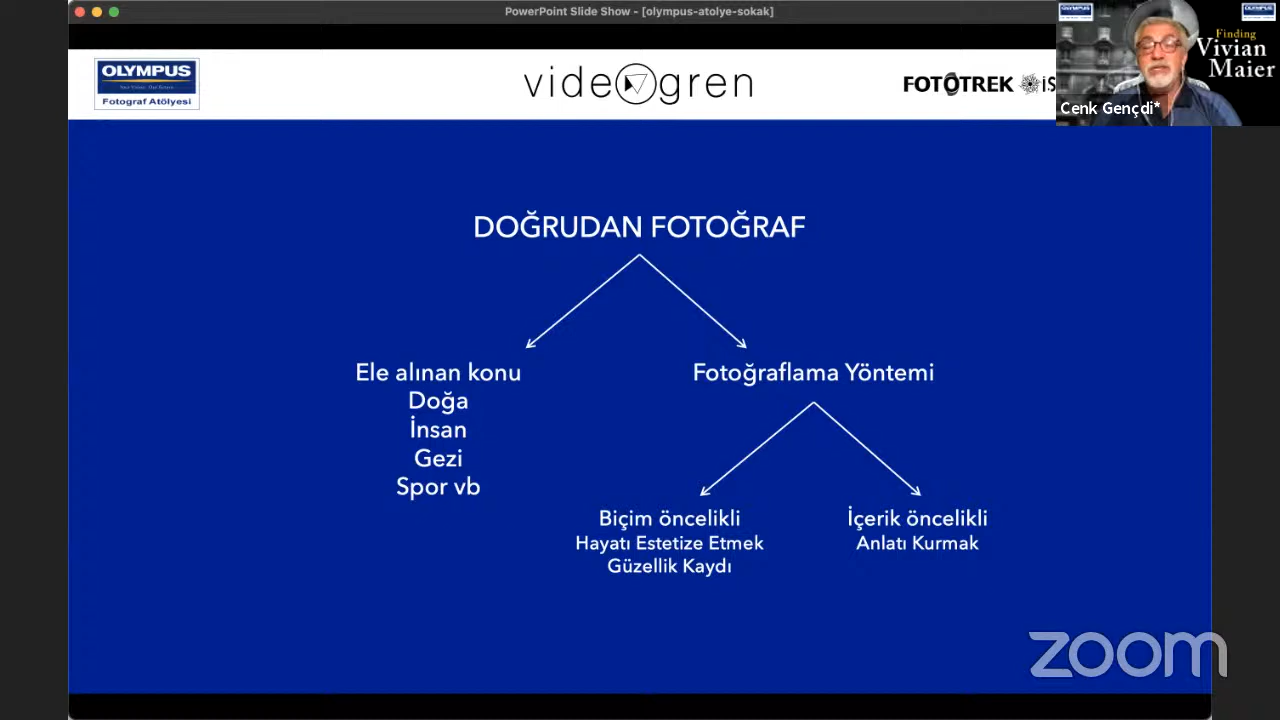 PowerPoint Slide Show - [olympus-atolye-sokak]
OLYMPUS
Fotograf Atölyesi
videogren
FOTOTREK
Finding
Vivian
Maier
Cenk Gençdi*
DOĞRUDAN FOTOĞRAF
Ele alınan konu
Doğa
İnsan
Gezi
Spor vb
Fotoğraflama Yöntemi
Biçim öncelikli
Hayatı Estetize Etmek
Güzellik Kaydı
İçerik öncelikli
Anlatı Kurmak
zoom